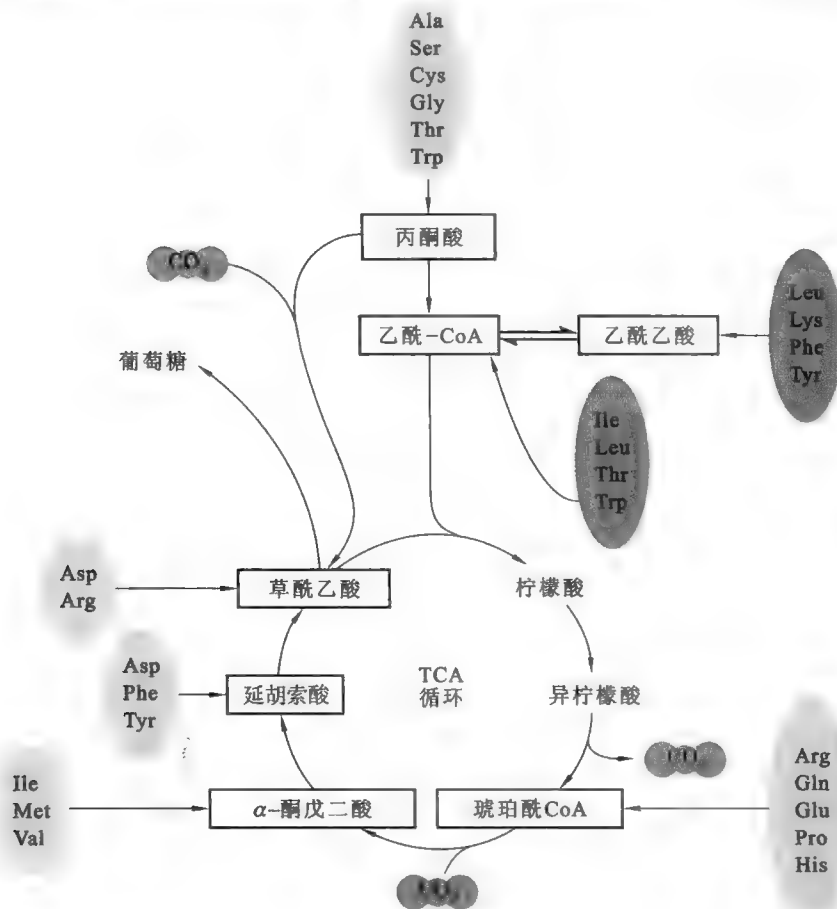 Ala
Ser
Cys
Gly
Thr
Trp
丙酮酸
CO₂
乙酰-CoA
乙酰乙酸
Leu
Lys
Phe
Tyr
葡萄糖
Ile
Leu
Thr
Trp
Asp
Arg
草酰乙酸
柠檬酸
Asp
Phe
Tyr
延胡索酸
TCA
循环
异柠檬酸
Ile
Met
Val
α-酮戊二酸
琥珀酰CoA
Arg
Gln
Glu
Pro
His